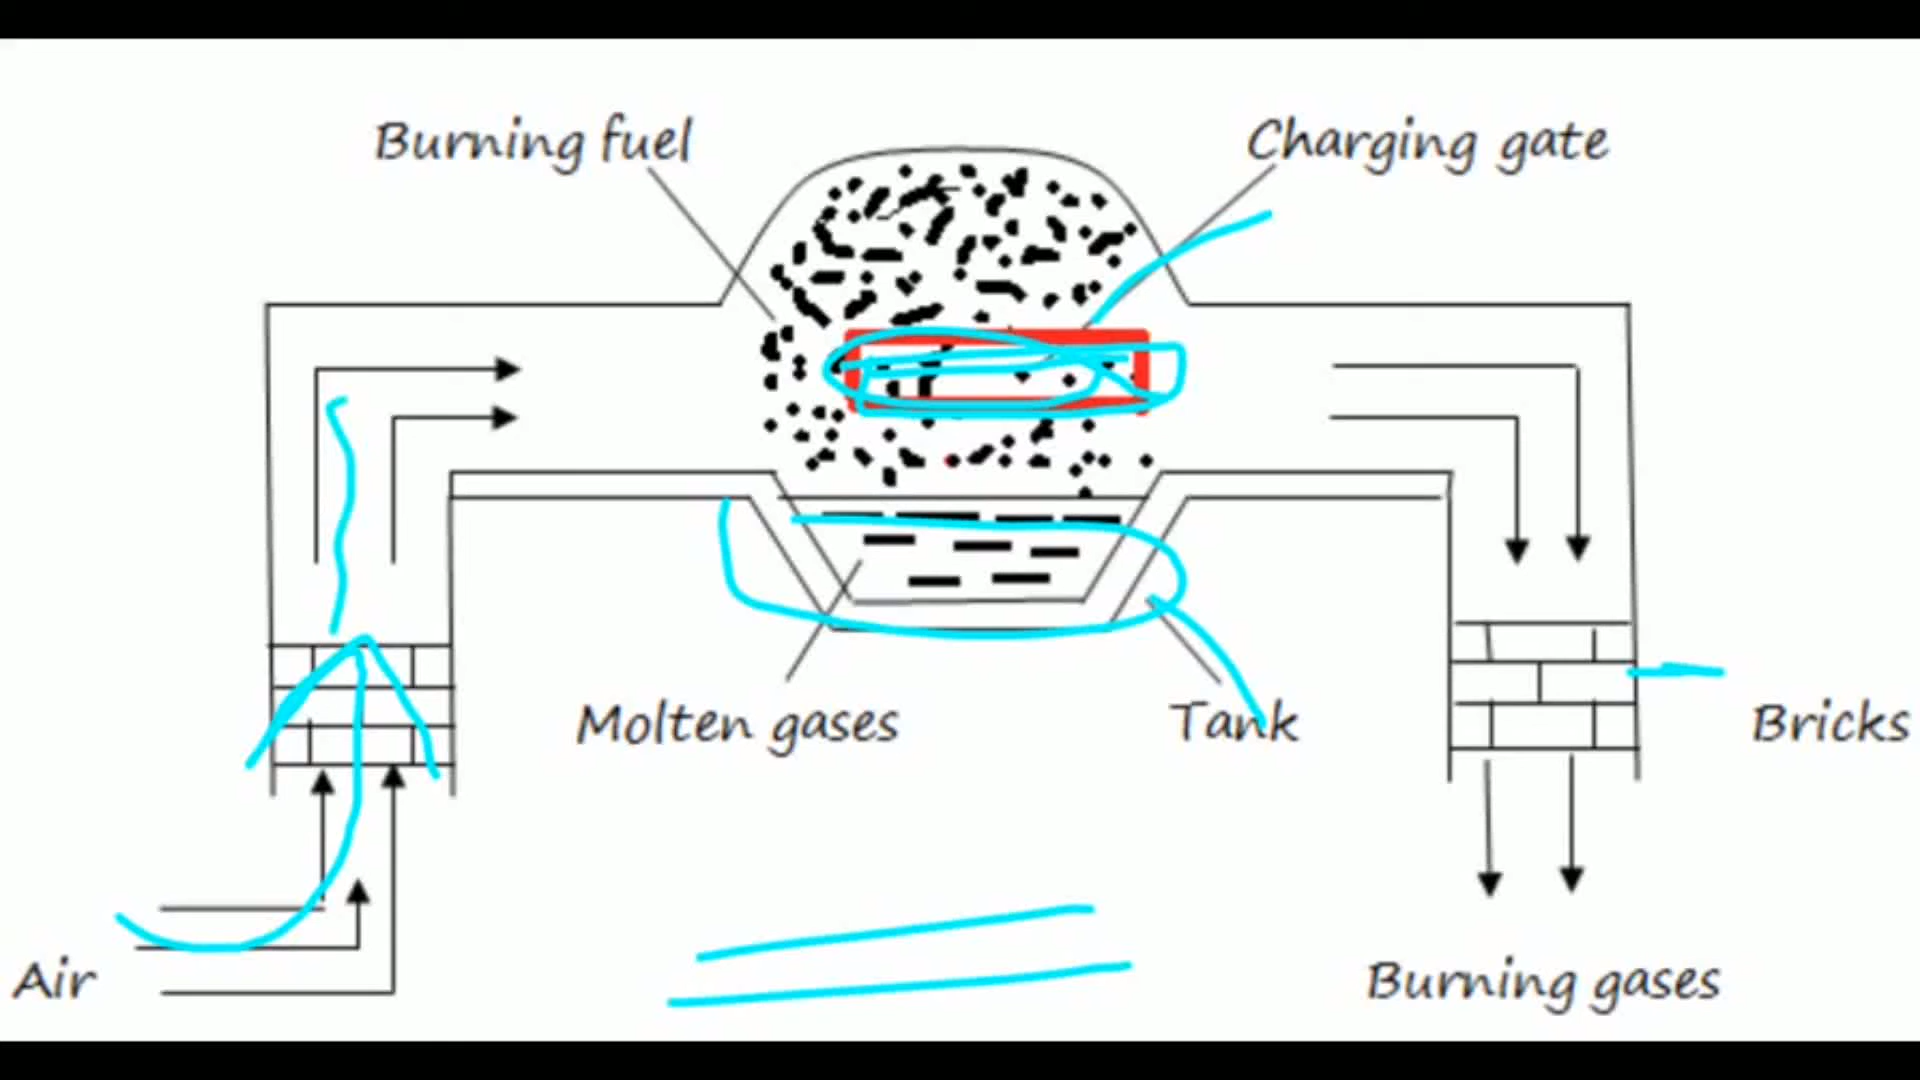 Burning fuel
Charging gate
Molten gases
Tank
Bricks
Air
Burning gases